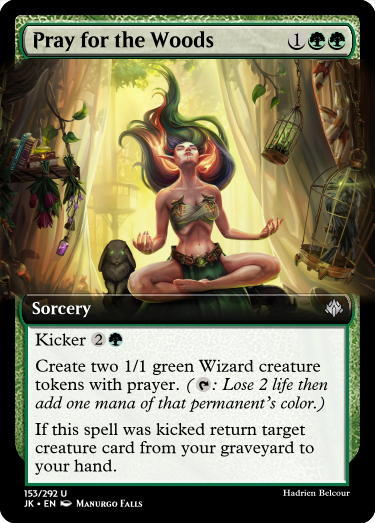 Pray for the Woods 1
Sorcery
Kicker 2
Create two 1/1 green Wizard creature
tokens with prayer. ( : Lose 2 life then
add one mana of that permanent's color.)
If this spell was kicked return target
creature card from your graveyard to
your hand.
153/292 U
Hadrien Belcour
JK • EN Manurgo Falls